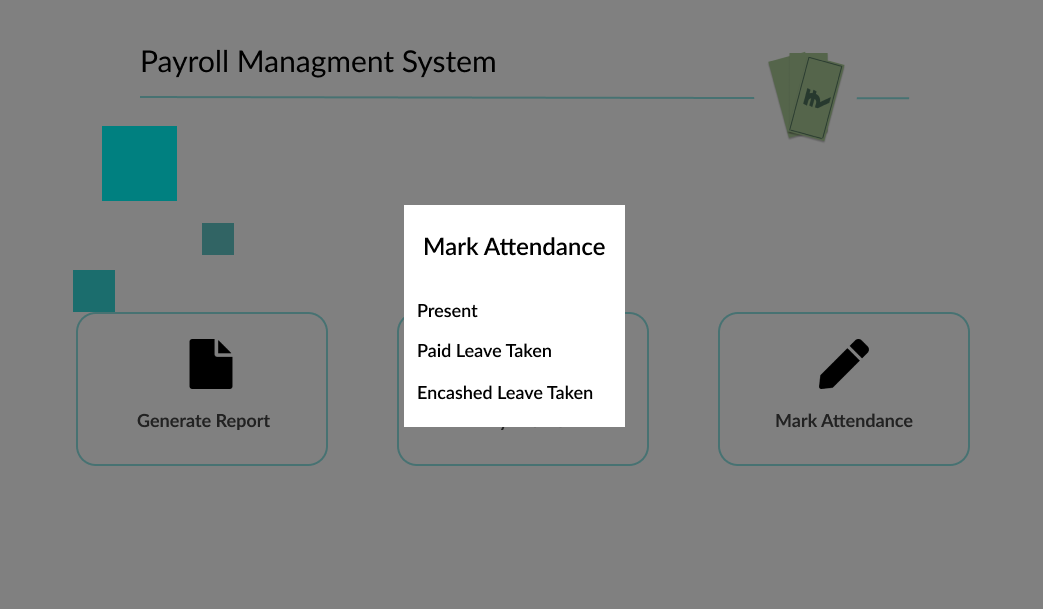 Payroll Managment System
Mark Attendance
Present
Paid Leave Taken
Encashed Leave Taken
Generate Report
Mark Attendance